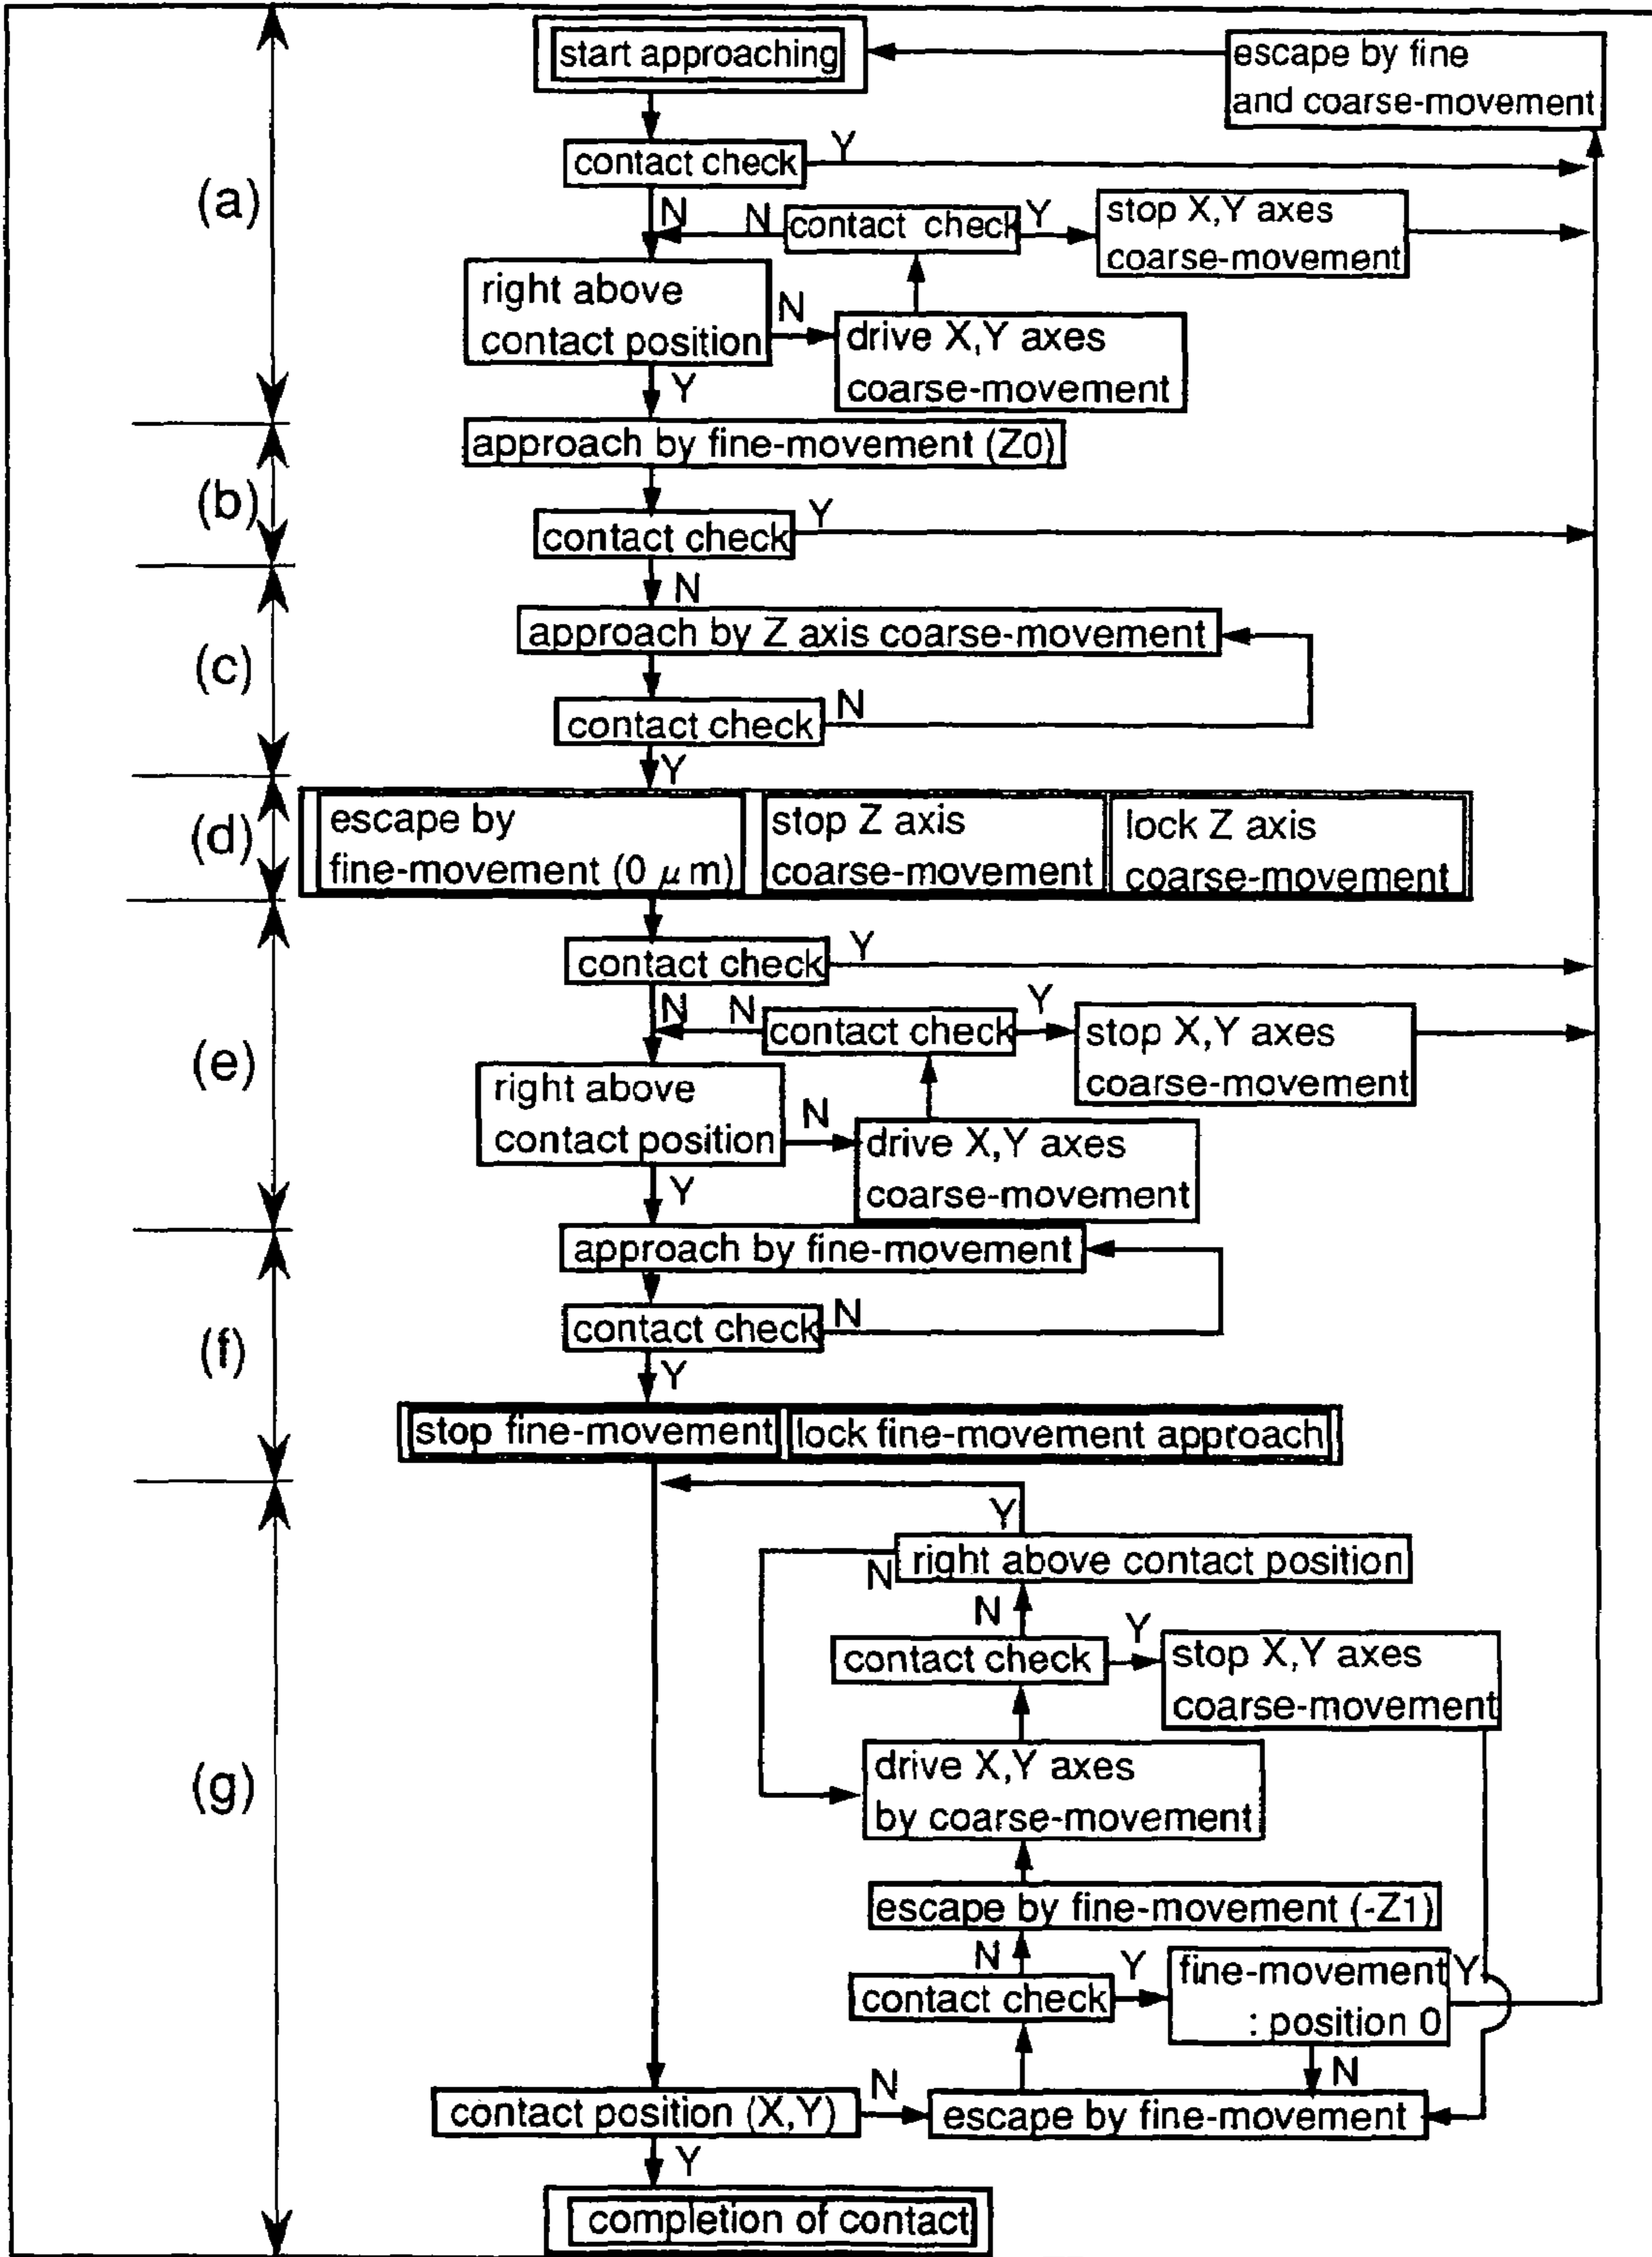 start approaching
escape by fine
and coarse-movement
contact check
Y
(a)
N
N
contact check
Y
stop X,Y axes
coarse-movement
right above
contact position
N
drive X,Y axes
coarse-movement
Y
approach by fine-movement (Z0)
(b)
contact check
Y
N
approach by Z axis coarse-movement
(c)
contact check
N
Y
(d)
escape by
fine-movement (0 μm)
stop Z axis
coarse-movement
lock Z axis
coarse-movement
contact check
Y
N
N
contact check
Y
stop X,Y axes
coarse-movement
(e)
right above
contact position
N
drive X,Y axes
coarse-movement
Y
approach by fine-movement
contact check
N
(f)
Y
stop fine-movement
lock fine-movement approach
Y
right above contact position
N
N
contact check
Y
stop X,Y axes
coarse-movement
(g)
drive X,Y axes
by coarse-movement
escape by fine-movement (-Z1)
N
contact check
Y
fine-movement
: position 0
Y
N
contact position (X,Y)
N
escape by fine-movement
Y
completion of contact